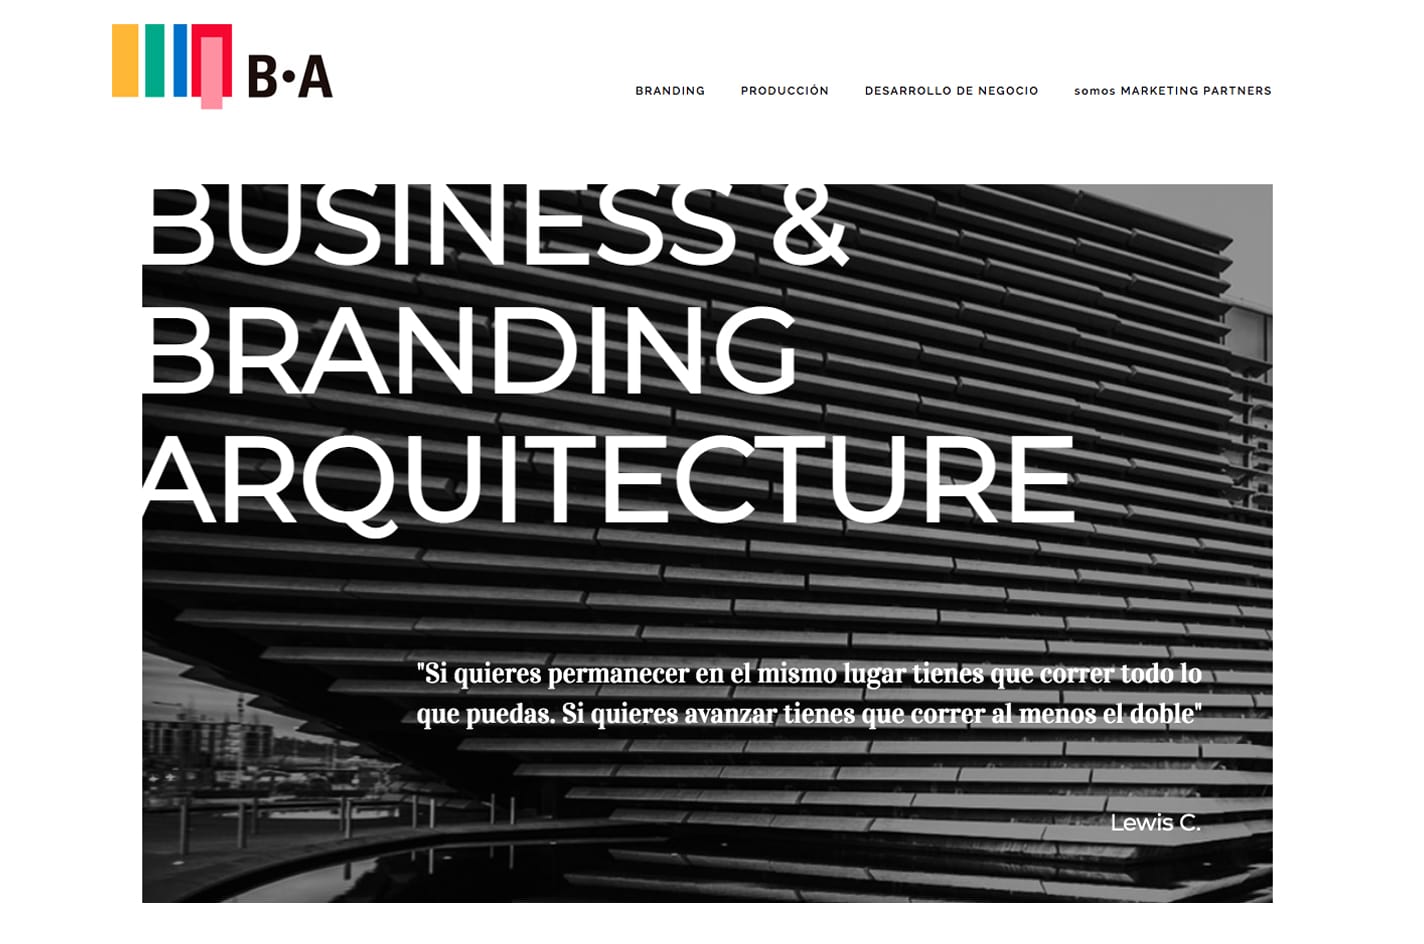 B•A
BRANDING
PRODUCCIÓN
DESARROLLO DE NEGOCIO
somos MARKETING PARTNERS
BUSINESS &
BRANDING
ARQUITECTURE
"Si quieres permanecer en el mismo lugar tienes que correr todo lo
que puedas. Si quieres avanzar tienes que correr al menos el doble"
Lewis C.